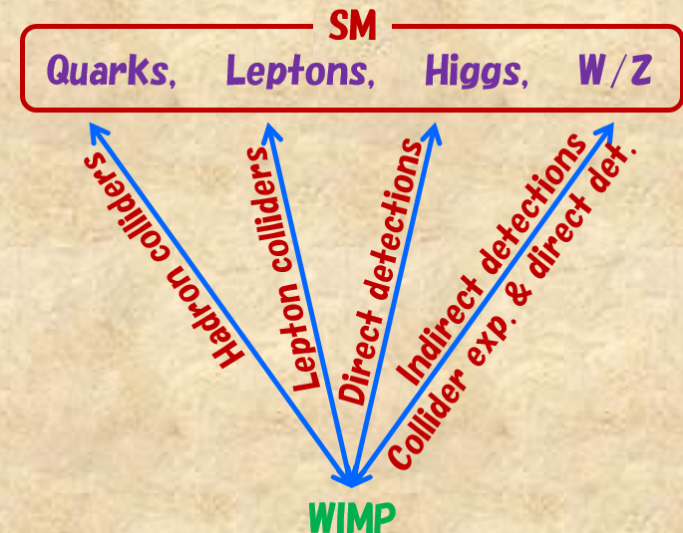 SM
Quarks, Leptons, Higgs, W/Z
Hadron colliders
Lepton colliders
Direct detections
Indirect detections
Collider exp. & direct det.
WIMP